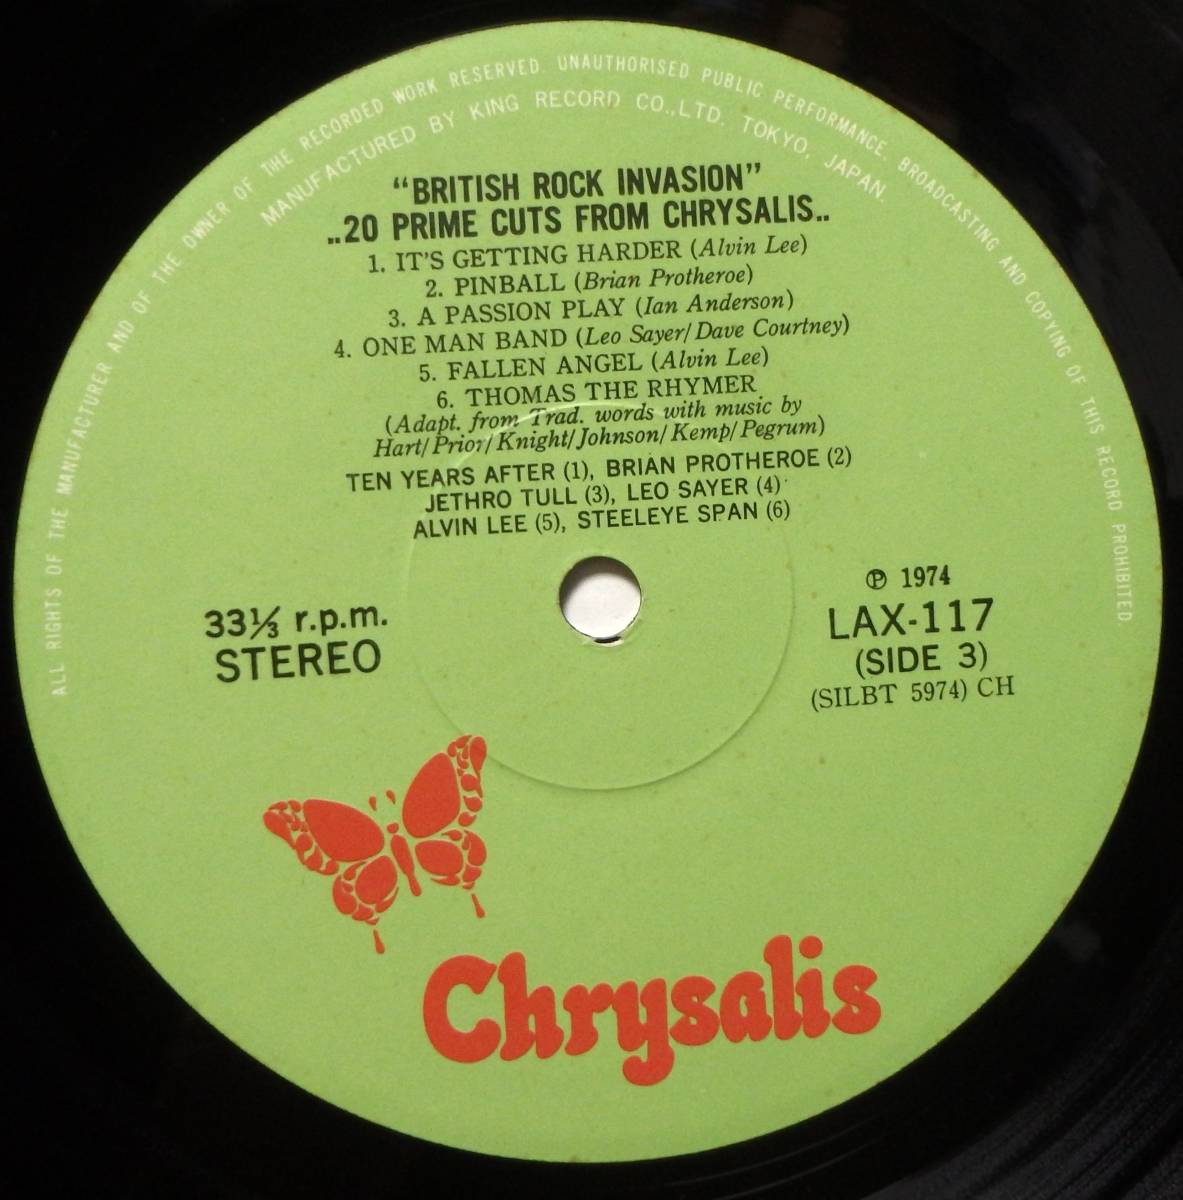 ALL RIGHTS OF THE MANUFACTURER AND OF THE OWNER OF THE RECORDED WORK RESERVED. UNAUTHORISED PUBLIC PERFORMANCE, BROADCASTING AND COPYING OF THIS RECORD PROHIBITED
MANUFACTURED BY KING RECORD CO.,LTD. TOKYO, JAPAN.
“BRITISH ROCK INVASION”
..20 PRIME CUTS FROM CHRYSALIS..
1. IT'S GETTING HARDER (Alvin Lee)
2. PINBALL (Brian Protheroe)
3. A PASSION PLAY (Ian Anderson)
4. ONE MAN BAND (Leo Sayer/Dave Courtney)
5. FALLEN ANGEL (Alvin Lee)
6. THOMAS THE RHYMER
(Adapt. from Trad. words with music by
Hart/Prior/Knight/Johnson/Kemp/Pegrum)
TEN YEARS AFTER (1), BRIAN PROTHEROE (2)
JETHRO TULL (3), LEO SAYER (4)
ALVIN LEE (5), STEELEYE SPAN (6)
33⅓ r.p.m.
STEREO
℗ 1974
LAX-117
(SIDE 3)
(SILBT 5974) CH
Chrysalis